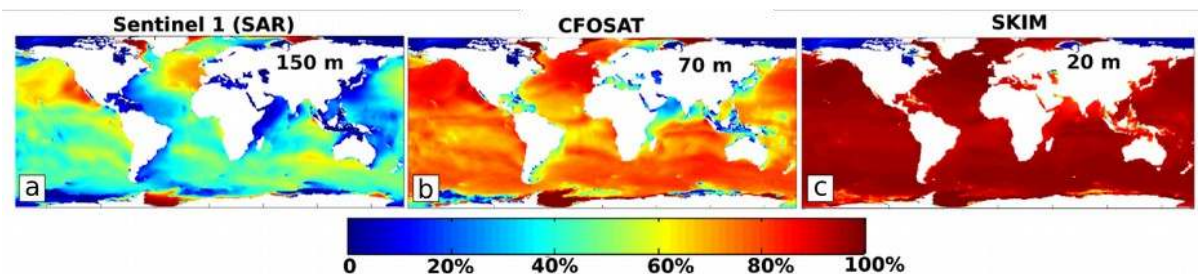 Sentinel 1 (SAR)
CFOSAT
SKIM
150 m
70 m
20 m
a
b
c
0 20% 40% 60% 80% 100%